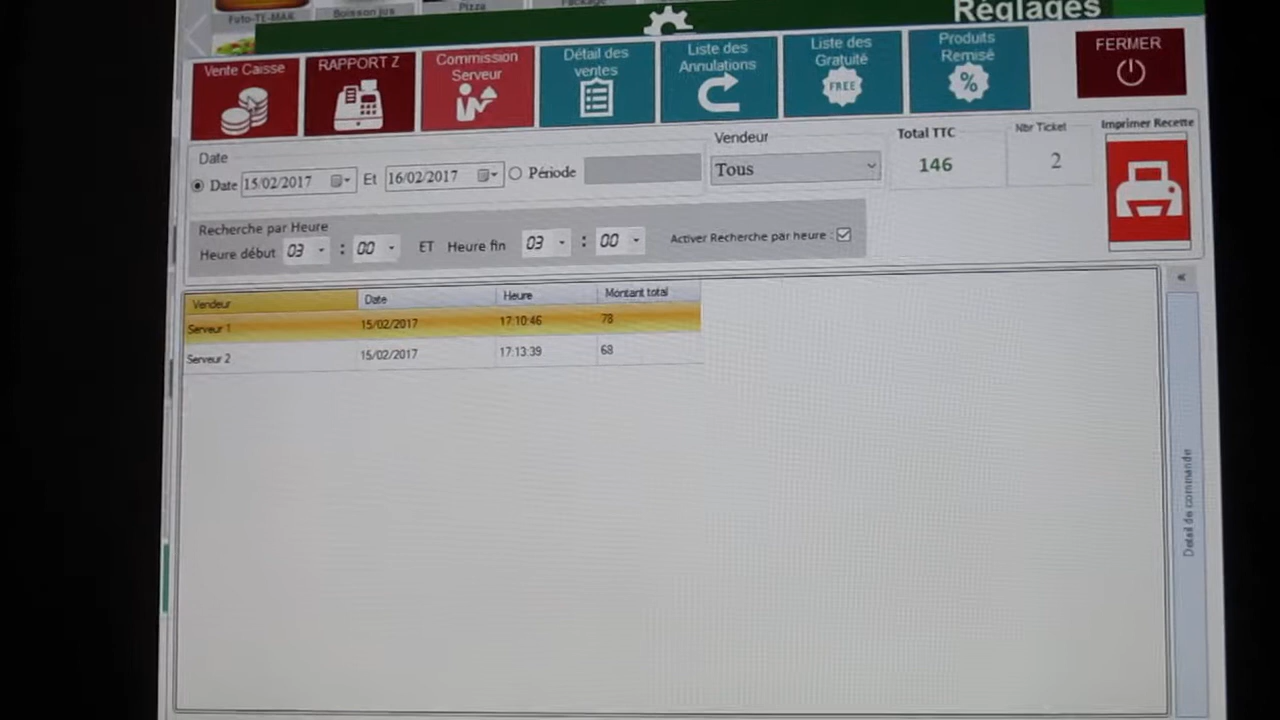 Futo-TE-MAK
Boisson jus
Pizza
Package
Réglages
Vente Caisse
RAPPORT Z
Commission
Serveur
Détail des
ventes
Liste des
Annulations
Liste des
Gratuité
FREE
Produits
Remisé
%
FERMER
Date
Date 15/02/2017 Et 16/02/2017 Période
Vendeur
Tous
Total TTC
146
Nbr Ticket
2
Imprimer Recette
Recherche par Heure
Heure début 03 : 00 ET Heure fin 03 : 00 Activer Recherche par heure :
Vendeur Date Heure Montant total
Serveur 1 15/02/2017 17:10:46 78
Serveur 2 15/02/2017 17:13:39 68
Detail de commande